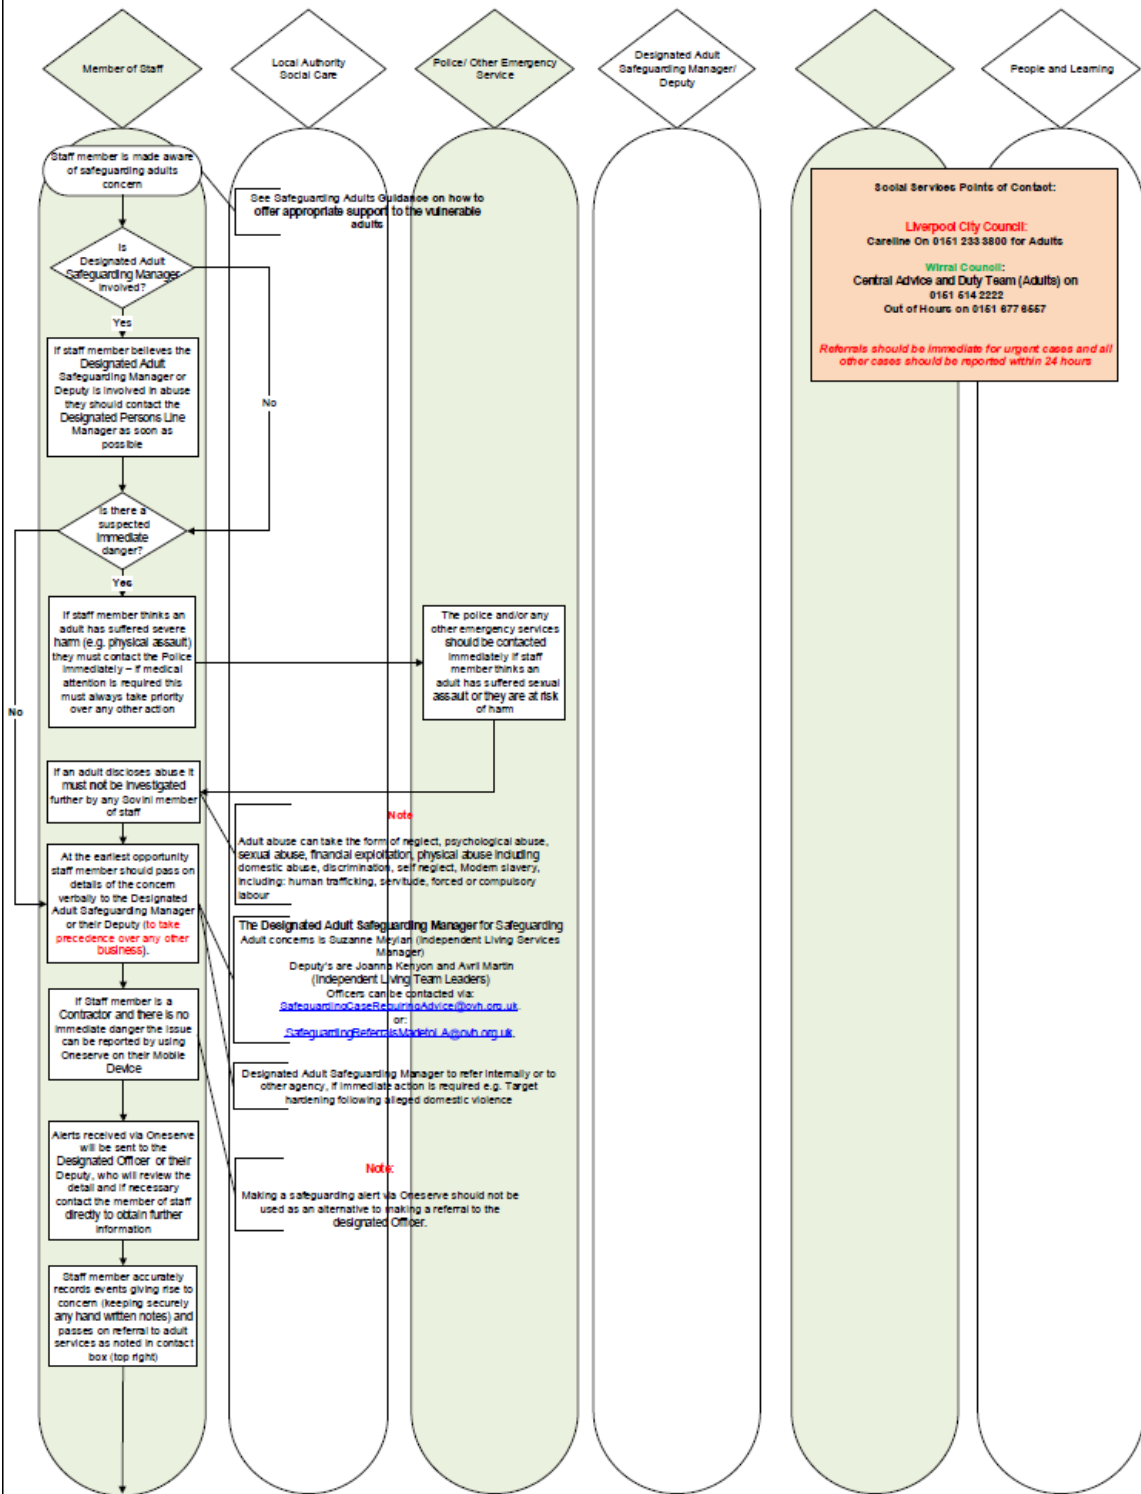 Member of Staff
Local Authority
Social Care
Police/ Other Emergency
Service
Designated Adult
Safeguarding Manager/
Deputy
People and Learning
Staff member is made aware
of safeguarding adults
concern
See Safeguarding Adults Guidance on how to
offer appropriate support to the vulnerable
adults
Social Services Points of Contact:
Liverpool City Council:
Careline On 0151 233 3800 for Adults
Wirral Council:
Central Advice and Duty Team (Adults) on
0151 514 2222
Out of Hours on 0151 677 6557
Referrals should be immediate for urgent cases and all
other cases should be reported within 24 hours
Is
Designated Adult
Safeguarding Manager
involved?
Yes
No
If staff member believes the
Designated Adult
Safeguarding Manager or
Deputy is involved in abuse
they should contact the
Designated Persons Line
Manager as soon as
possible
Is there a
suspected
immediate
danger?
Yes
No
If staff member thinks an
adult has suffered severe
harm (e.g. physical assault)
they must contact the Police
immediately – if medical
attention is required this
must always take priority
over any other action
The police and/or any
other emergency services
should be contacted
immediately if staff
member thinks an
adult has suffered sexual
assault or they are at risk
of harm
If an adult discloses abuse it
must not be investigated
further by any Sovini member
of staff
Note
Adult abuse can take the form of neglect, psychological abuse,
sexual abuse, financial exploitation, physical abuse including
domestic abuse, discrimination, self neglect, Modern slavery,
including: human trafficking, servitude, forced or compulsory
labour
At the earliest opportunity
staff member should pass on
details of the concern
verbally to the Designated
Adult Safeguarding Manager
or their Deputy (to take
precedence over any other
business).
The Designated Adult Safeguarding Manager for Safeguarding
Adult concerns is Suzanne Meylan (Independent Living Services
Manager)
Deputy's are Joanna Kenyon and Avril Martin
(Independent Living Team Leaders)
Officers can be contacted via:
SafeguardingCaseRequiringAdvice@ovh.org.uk.
or:
SafeguardingReferralsMadetoLA@ovh.org.uk.
If Staff member is a
Contractor and there is no
immediate danger the issue
can be reported by using
Oneserve on their Mobile
Device
Designated Adult Safeguarding Manager to refer internally or to
other agency, if immediate action is required e.g. Target
hardening following alleged domestic violence
Alerts received via Oneserve
will be sent to the
Designated Officer or their
Deputy, who will review the
detail and if necessary
contact the member of staff
directly to obtain further
information
Note:
Making a safeguarding alert via Oneserve should not be
used as an alternative to making a referral to the
designated Officer.
Staff member accurately
records events giving rise to
concern (keeping securely
any hand written notes) and
passes on referral to adult
services as noted in contact
box (top right)